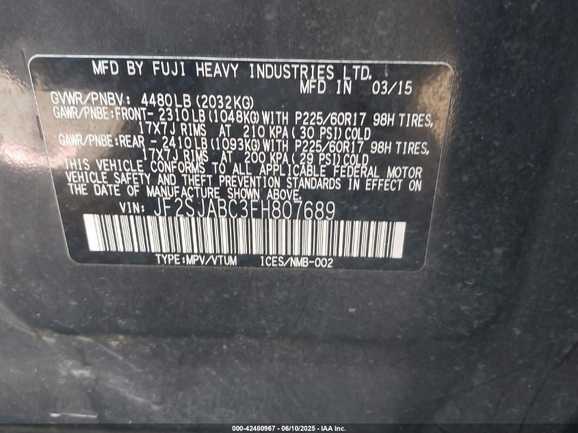 MFD BY FUJI HEAVY INDUSTRIES LTD.
MFD IN 03/15
GVWR/PNBV: 4480LB (2032KG)
GAWR/PNBE:FRONT- 2310LB (1048KG) WITH P225/60R17 98H TIRES,
17X7J RIMS AT 210 KPA (30 PSI) COLD
GAWR/PNBE:REAR - 2410LB (1093KG) WITH P225/60R17 98H TIRES,
17X7J RIMS AT 200 KPA (29 PSI) COLD
THIS VEHICLE CONFORMS TO ALL APPLICABLE FEDERAL MOTOR
VEHICLE SAFETY AND THEFT PREVENTION STANDARDS IN EFFECT ON
THE DATE OF MANUFACTURE SHOWN ABOVE.
VIN: JF2SJABC3FH807689
TYPE:MPV/VTUM ICES/NMB-002
000-42480967 - 06/10/2025 - IAA Inc.